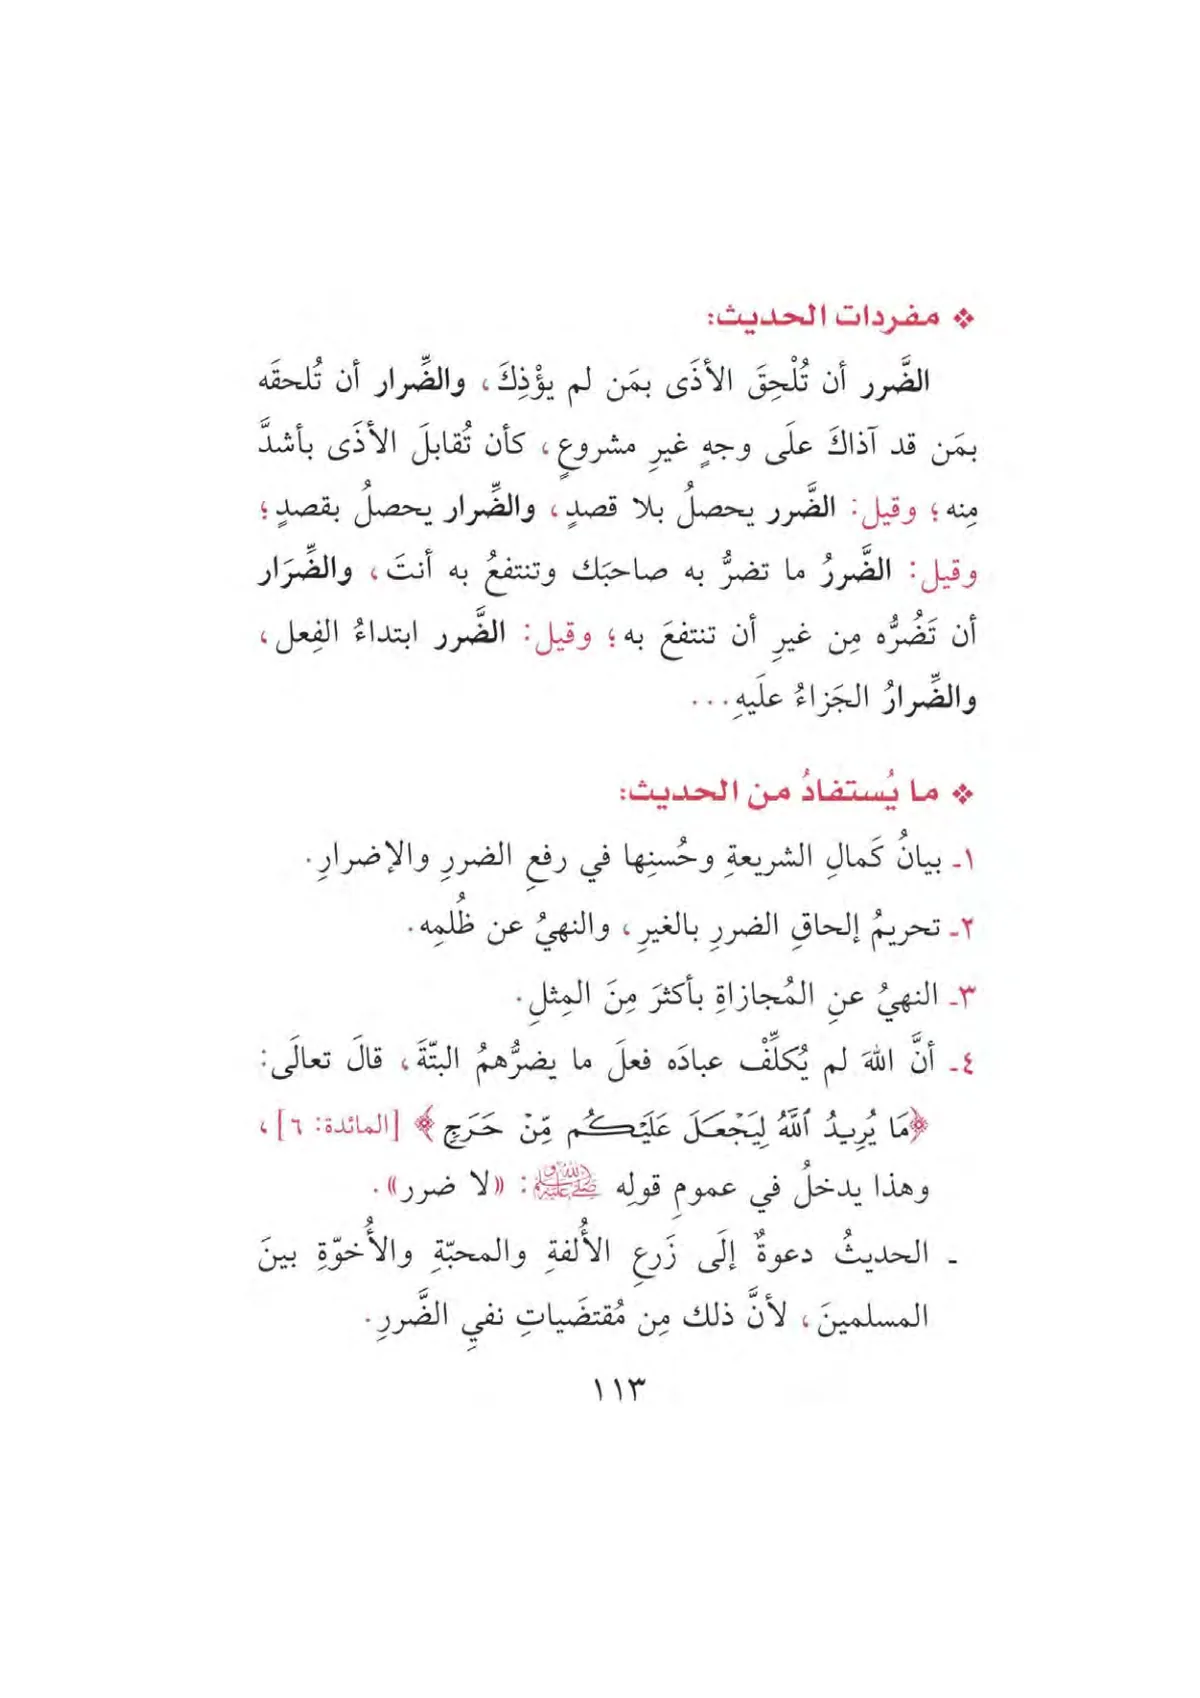 ❖ مفردات الحديث:
الضَّرر أن تُلْحِقَ الأذَى بمَن لم يؤْذِكَ، والضِّرار أن تُلحقَه
بمَن قد آذاكَ علَى وجهٍ غيرِ مشروعٍ، كأن تُقابلَ الأذَى بأشدَّ
مِنه؛ وقيل: الضَّرر يحصلُ بلا قصدٍ، والضِّرار يحصلُ بقصدٍ؛
وقيل: الضَّررُ ما تضرُّ به صاحبَك وتنتفعُ به أنتَ، والضِّرَار
أن تَضُرُّه مِن غيرِ أن تنتفعَ به؛ وقيل: الضَّرر ابتداءُ الفِعل،
والضِّرارُ الجَزاءُ علَيهِ...
❖ ما يُستفادُ من الحديث:
١ـ بيانُ كَمالِ الشريعةِ وحُسنِها في رفعِ الضررِ والإضرارِ.
٢ـ تحريمُ إلحاقِ الضررِ بالغيرِ، والنهيُ عن ظُلمِه.
٣ـ النهيُ عنِ المُجازاةِ بأكثرَ مِنَ المِثلِ.
٤ـ أنَّ اللهَ لم يُكلِّفْ عبادَه فعلَ ما يضرُّهمُ البتّةَ، قالَ تعالَى:
﴿مَا يُرِيدُ ٱللَّهُ لِيَجْعَلَ عَلَيْكُم مِّنْ حَرَجٍ﴾ [المائدة: ٦]،
وهذا يدخلُ في عمومِ قولِه ﷺ: «لا ضرر».
ـ الحديثُ دعوةٌ إلَى زَرعِ الأُلفةِ والمحبّةِ والأُخوّةِ بينَ
المسلمينَ، لأنَّ ذلك مِن مُقتضَياتِ نفيِ الضَّررِ.
١١٣